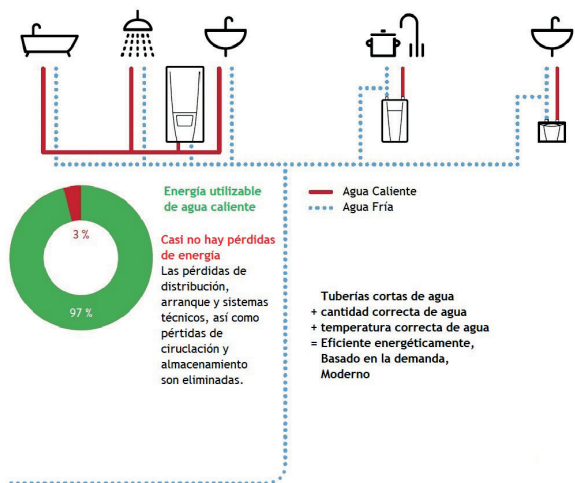 Energía utilizable
de agua caliente
Agua Caliente
Agua Fría
3 %
97 %
Casi no hay pérdidas
de energia
Las pérdidas de
distribución,
arranque y sistemas
técnicos, así como
pértidas de
ciruclación y
almacenamiento
son eliminadas.
Tuberías cortas de agua
+ cantidad correcta de agua
+ temperatura correcta de agua
= Eficiente energéticamente,
Basado en la demanda,
Moderno